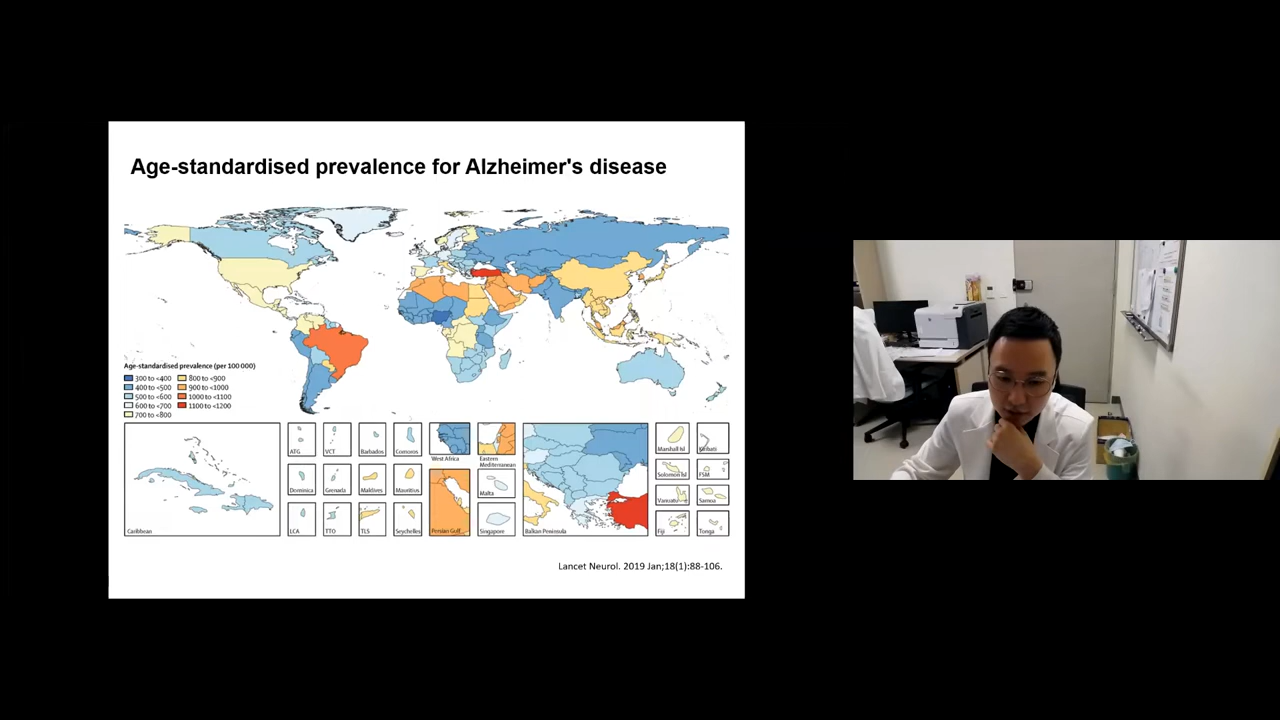 Age-standardised prevalence for Alzheimer's disease
Age-standardised prevalence (per 100 000)
300 to <400
400 to <500
500 to <600
600 to <700
700 to <800
800 to <900
900 to <1000
1000 to <1100
1100 to <1200
Caribbean
ATG
VCT
Barbados
Comoros
West Africa
Eastern
Mediterranean
Dominica
Grenada
Maldives
Mauritius
Persian Gulf
Malta
LCA
TTO
TLS
Seychelles
Singapore
Balkan Peninsula
Marshall Isl
Kiribati
Solomon Isl
FSM
Vanuatu
Samoa
Fiji
Tonga
Lancet Neurol. 2019 Jan;18(1):88-106.